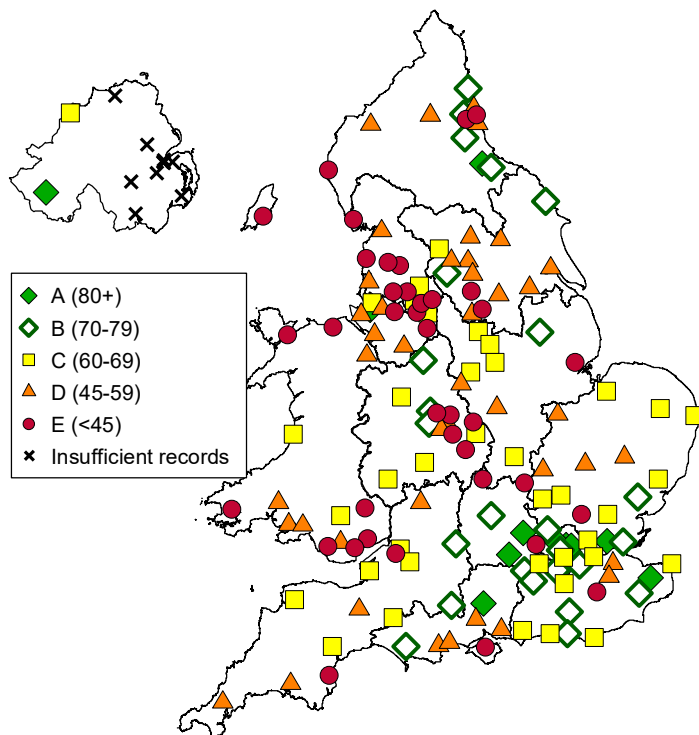 A (80+)
B (70-79)
C (60-69)
D (45-59)
E (<45)
Insufficient records